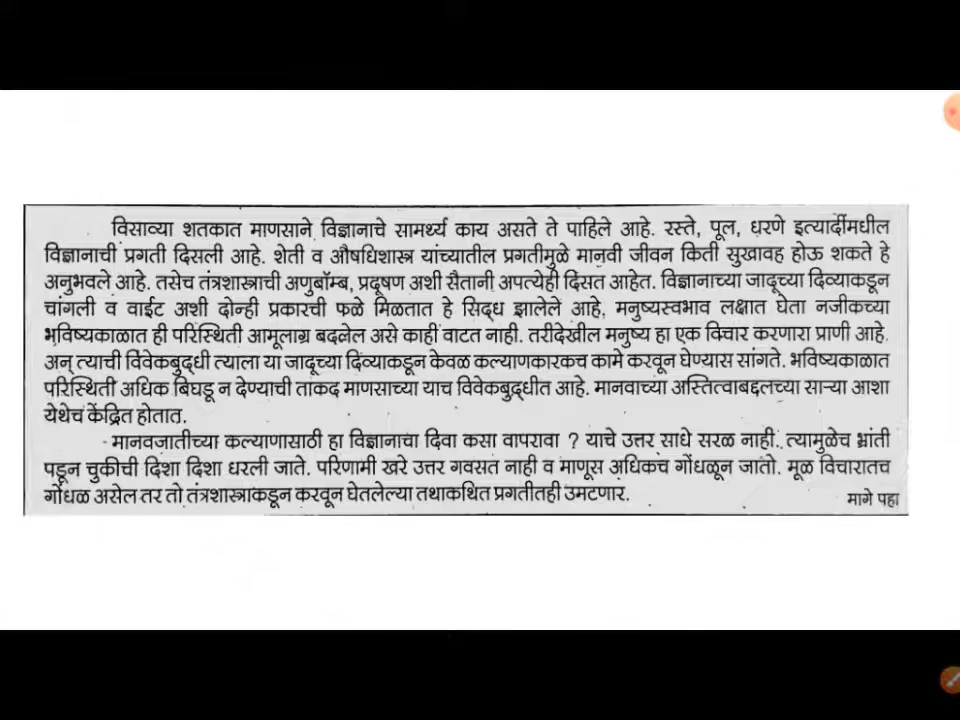 विसाव्या शतकात माणसाने विज्ञानाचे सामर्थ्य काय असते ते पाहिले आहे. रस्ते, पूल, धरणे इत्यादींमधील
विज्ञानाची प्रगती दिसली आहे. शेती व औषधिशास्त्र यांच्यातील प्रगतीमुळे मानवी जीवन किती सुखावह होऊ शकते हे
अनुभवले आहे. तसेच तंत्रशास्त्राची अणुबॉम्ब, प्रदूषण अशी सैतानी अपत्येही दिसत आहेत. विज्ञानाच्या जादूच्या दिव्याकडून
चांगली व वाईट अशी दोन्ही प्रकारची फळे मिळतात हे सिद्ध झालेले आहे, मनुष्यस्वभाव लक्षात घेता नजीकच्या
भविष्यकाळात ही परिस्थिती आमूलाग्र बदलेल असे काही वाटत नाही. तरीदेखील मनुष्य हा एक विचार करणारा प्राणी आहे.
अन् त्याची विवेकबुद्धी त्याला या जादूच्या दिव्याकडून केवळ कल्याणकारकच कामे करवून घेण्यास सांगते. भविष्यकाळात
परिस्थिती अधिक बिघडू न देण्याची ताकद माणसाच्या याच विवेकबुद्धीत आहे. मानवाच्या अस्तित्वाबद्दलच्या साऱ्या आशा
येथेच केंद्रित होतात.
मानवजातीच्या कल्याणासाठी हा विज्ञानाचा दिवा कसा वापरावा ? याचे उत्तर साधे सरळ नाही. त्यामुळेच भ्रांती
पडून चुकीची दिशा दिशा धरली जाते. परिणामी खरे उत्तर गवसत नाही व माणूस अधिकच गोंधळून जातो. मूळ विचारातच
गोंधळ असेल तर तो तंत्रशास्त्राकडून करवून घेतलेल्या तथाकथित प्रगतीतही उमटणार.
मागे पहा